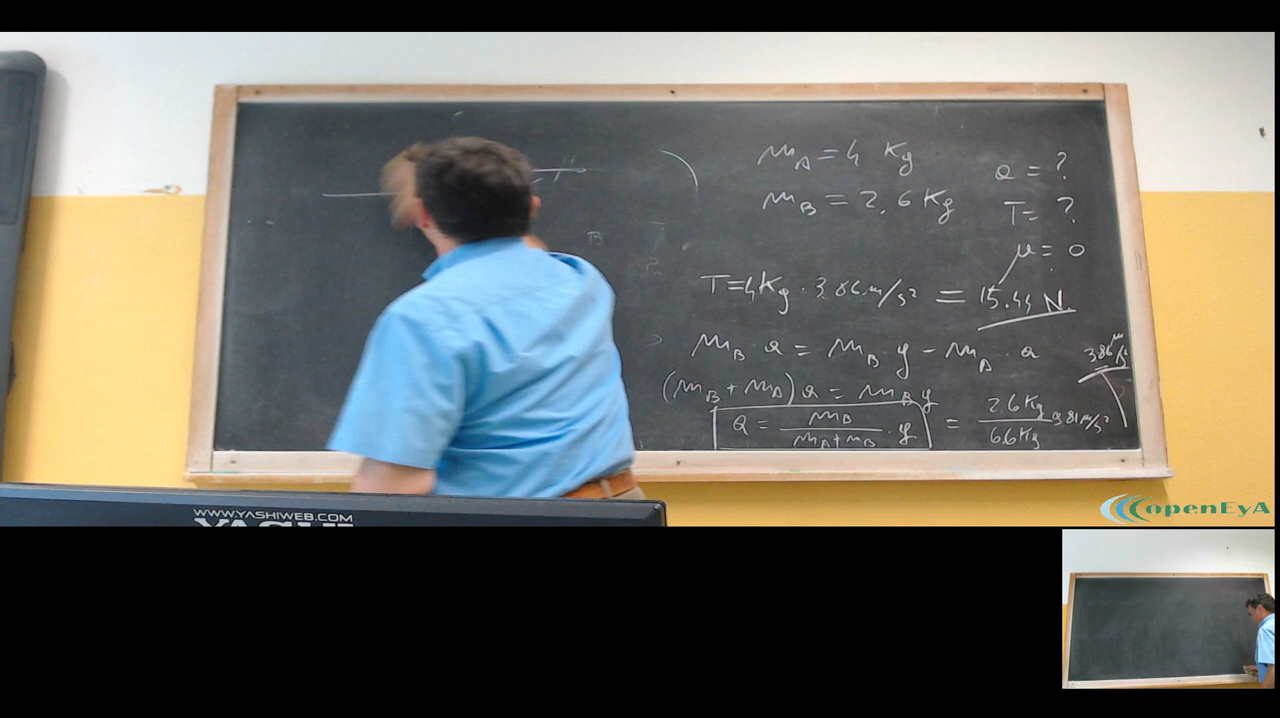 m_A = 4 Kg
a = ?
m_B = 2.6 Kg
T = ?
μ = 0
T = 4 Kg · 3.86 m/s² = 15.44 N.
m_B · a = m_B · g - m_A · a
3.86 m/s²
(m_B + m_A) a = m_B g
a = m_B / (m_A + m_B) · g = 2.6 Kg / 6.6 Kg 9.81 m/s²
B
WWW.YASHIWEB.COM
YASHI
openEyA